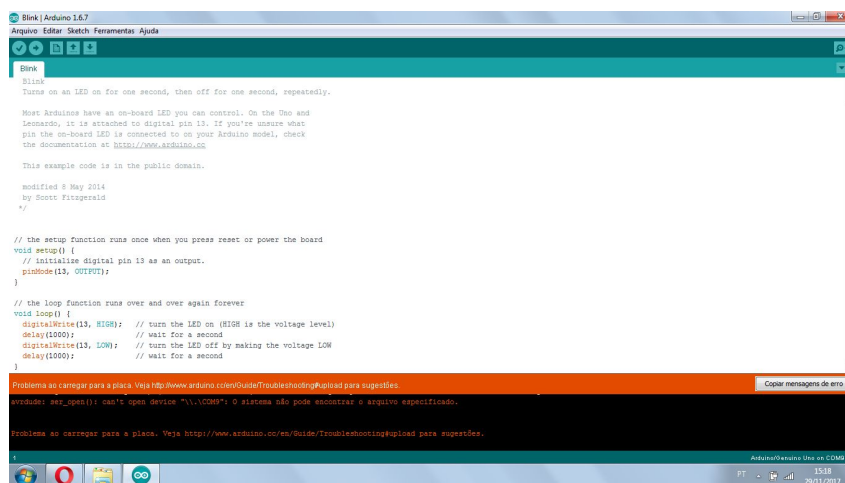 Blink | Arduino 1.6.7
Arquivo Editar Sketch Ferramentas Ajuda
Blink
Blink
Turns on an LED on for one second, then off for one second, repeatedly.
Most Arduinos have an on-board LED you can control. On the Uno and
Leonardo, it is attached to digital pin 13. If you're unsure what
pin the on-board LED is connected to on your Arduino model, check
the documentation at http://www.arduino.cc
This example code is in the public domain.
modified 8 May 2014
by Scott Fitzgerald
*/
// the setup function runs once when you press reset or power the board
void setup() {
// initialize digital pin 13 as an output.
pinMode(13, OUTPUT);
}
// the loop function runs over and over again forever
void loop() {
digitalWrite(13, HIGH);   // turn the LED on (HIGH is the voltage level)
delay(1000);              // wait for a second
digitalWrite(13, LOW);    // turn the LED off by making the voltage LOW
delay(1000);              // wait for a second
}
Problema ao carregar para a placa. Veja http://www.arduino.cc/en/Guide/Troubleshooting#upload para sugestões.
Copiar mensagens de erro
avrdude: ser_open(): can't open device "\\.\COM9": O sistema não pode encontrar o arquivo especificado.
Problema ao carregar para a placa. Veja http://www.arduino.cc/en/Guide/Troubleshooting#upload para sugestões.
1
Arduino/Genuino Uno on COM9
PT
15:18
29/11/2017